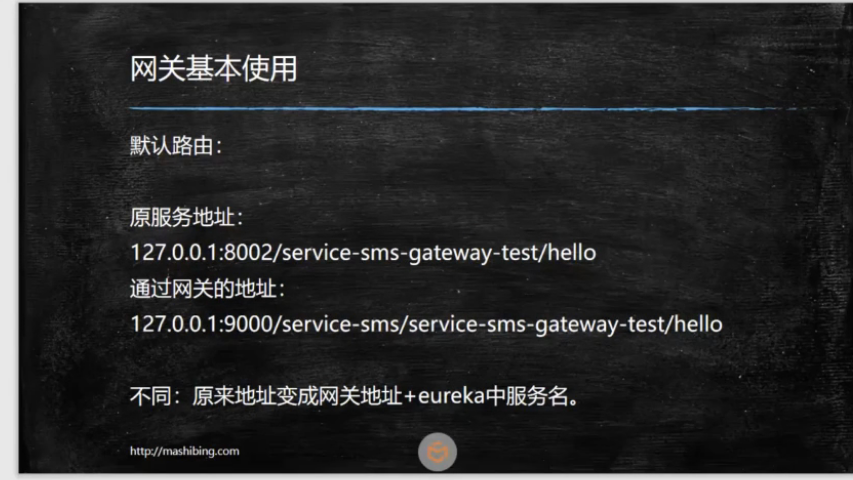 网关基本使用
默认路由：
原服务地址：
127.0.0.1:8002/service-sms-gateway-test/hello
通过网关的地址：
127.0.0.1:9000/service-sms/service-sms-gateway-test/hello
不同：原来地址变成网关地址+eureka中服务名。
http://mashibing.com